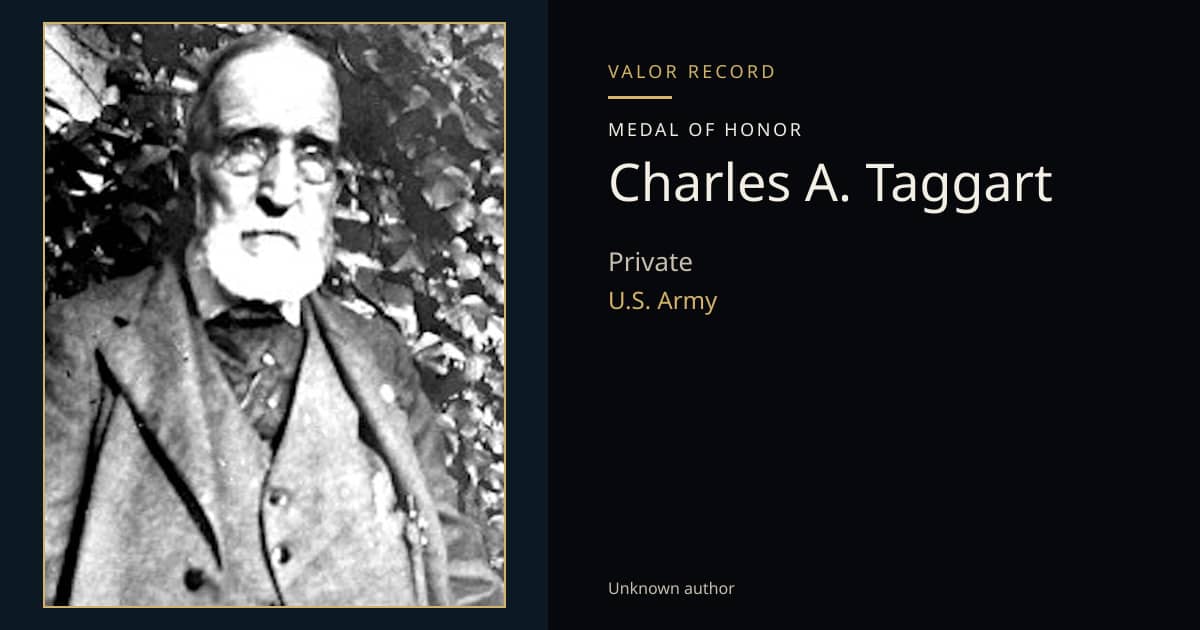 VALOR RECORD
MEDAL OF HONOR
Charles A. Taggart
Private
U.S. Army
Unknown author